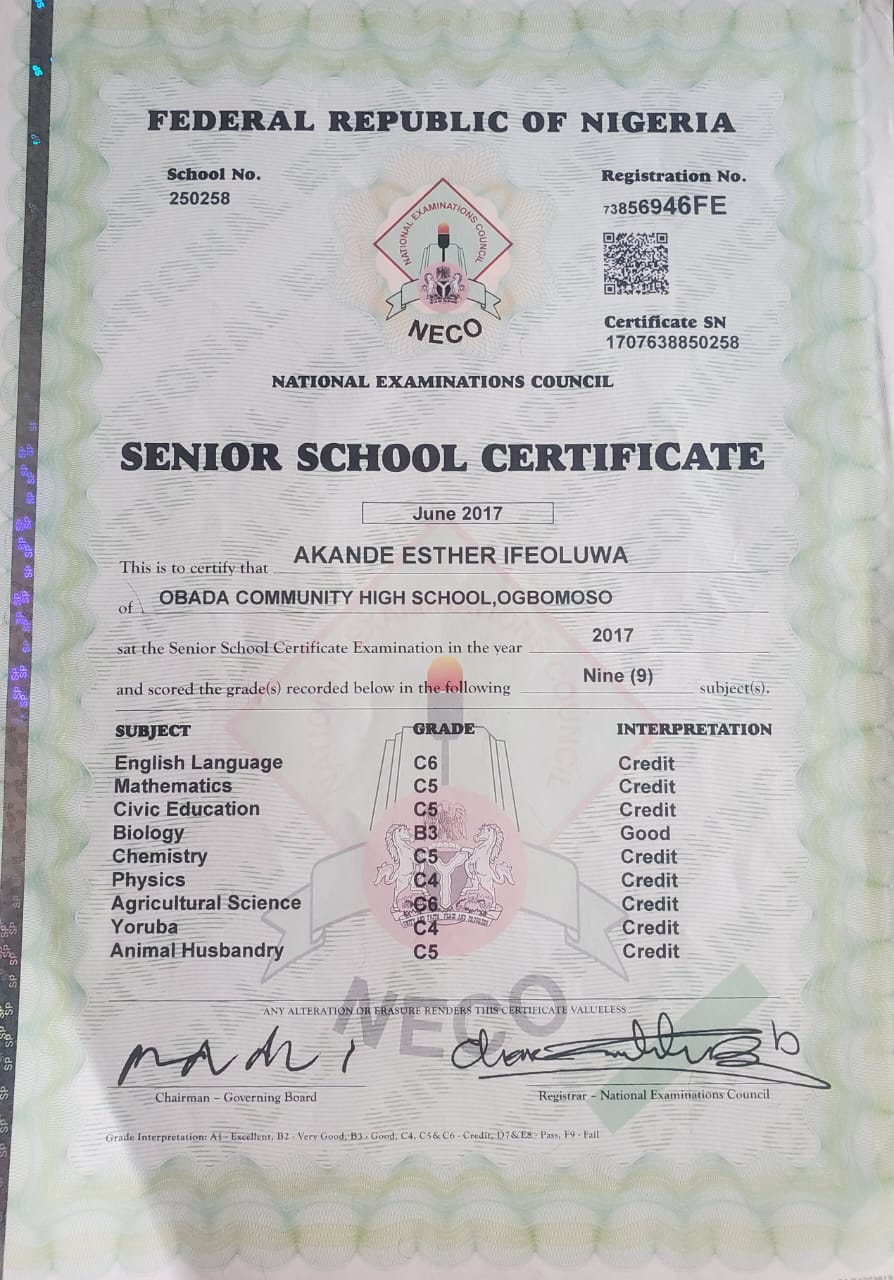 FEDERAL REPUBLIC OF NIGERIA
School No.
250258
Registration No.
73856946FE
NATIONAL EXAMINATIONS COUNCIL
NECO
Certificate SN
1707638850258
NATIONAL EXAMINATIONS COUNCIL
SENIOR SCHOOL CERTIFICATE
June 2017
This is to certify that AKANDE ESTHER IFEOLUWA
of OBADA COMMUNITY HIGH SCHOOL,OGBOMOSO
sat the Senior School Certificate Examination in the year 2017
and scored the grade(s) recorded below in the following Nine (9) subject(s).
SUBJECT GRADE INTERPRETATION
English Language C6 Credit
Mathematics C5 Credit
Civic Education C5 Credit
Biology B3 Good
Chemistry C5 Credit
Physics C4 Credit
Agricultural Science C6 Credit
Yoruba C4 Credit
Animal Husbandry C5 Credit
NECO
ANY ALTERATION OR ERASURE RENDERS THIS CERTIFICATE VALUELESS
Chairman - Governing Board
Registrar - National Examinations Council
Grade Interpretation: A1 - Excellent, B2 - Very Good, B3 - Good, C4, C5 & C6 - Credit, D7 & E8 - Pass, F9 - Fail